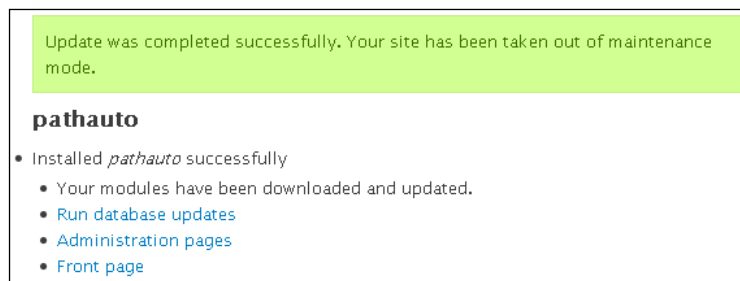 Update was completed successfully. Your site has been taken out of maintenance
mode.
pathauto
• Installed pathauto successfully
• Your modules have been downloaded and updated.
• Run database updates
• Administration pages
• Front page